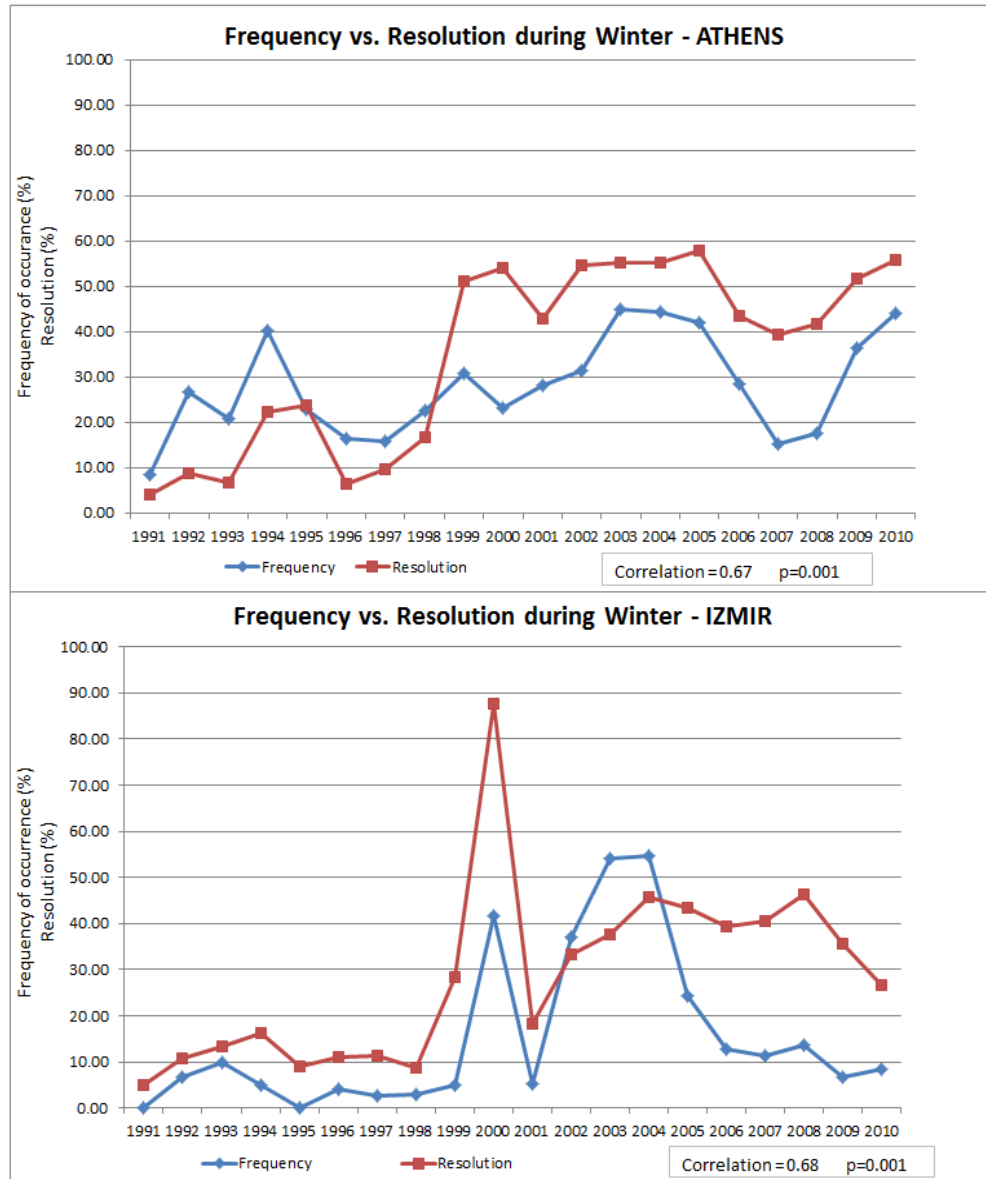 Frequency vs. Resolution during Winter - ATHENS
Frequency of occurance (%)
Resolution (%)
100.00
90.00
80.00
70.00
60.00
50.00
40.00
30.00
20.00
10.00
0.00
1991 1992 1993 1994 1995 1996 1997 1998 1999 2000 2001 2002 2003 2004 2005 2006 2007 2008 2009 2010
Frequency Resolution
Correlation = 0.67 p=0.001
Frequency vs. Resolution during Winter - IZMIR
Frequency of occurrence (%)
Resolution (%)
100.00
90.00
80.00
70.00
60.00
50.00
40.00
30.00
20.00
10.00
0.00
1991 1992 1993 1994 1995 1996 1997 1998 1999 2000 2001 2002 2003 2004 2005 2006 2007 2008 2009 2010
Frequency Resolution
Correlation = 0.68 p=0.001